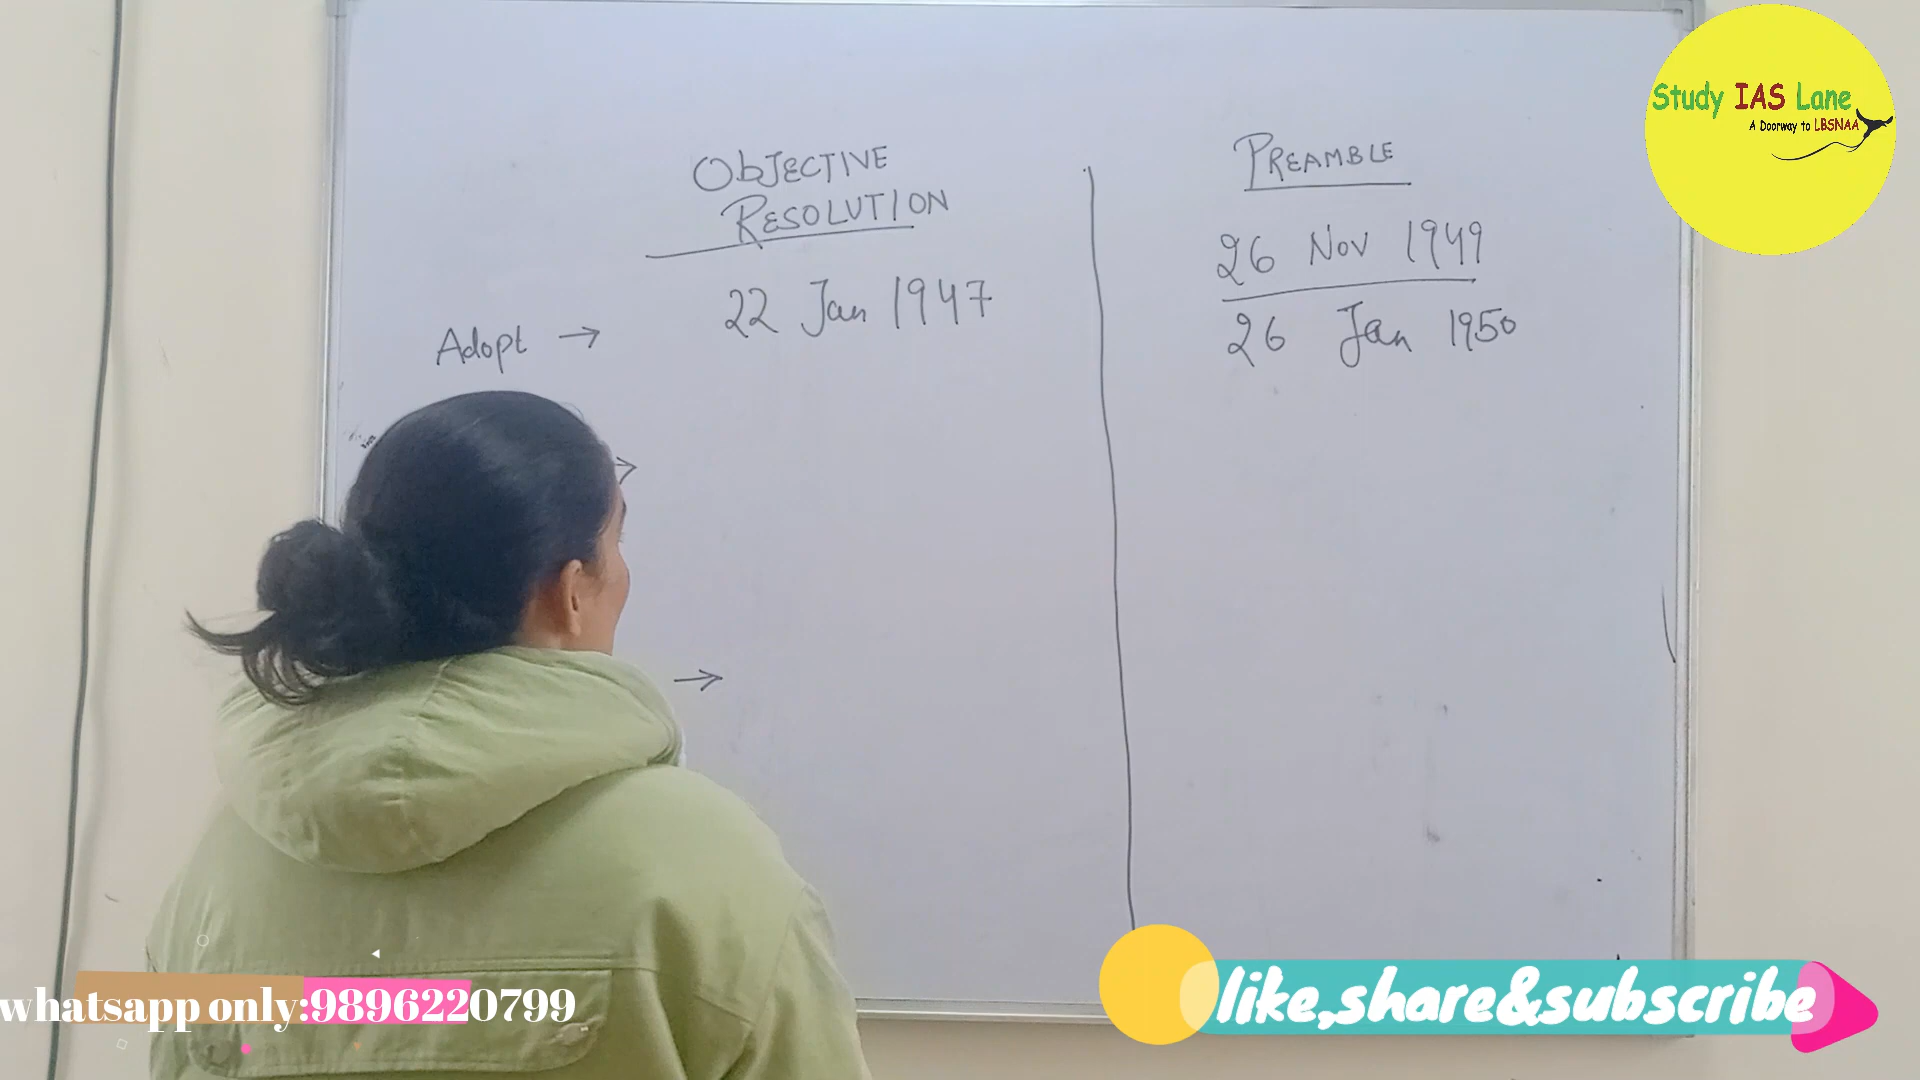 Study IAS Lane
A Doorway to LBSNAA
ObJECTIVE
RESOLUTION
PREAMBLE
Adopt → 22 Jan 1947
26 Nov 1949
26 Jan 1950
→
→
whatsapp only:9896220799
like,share&subscribe